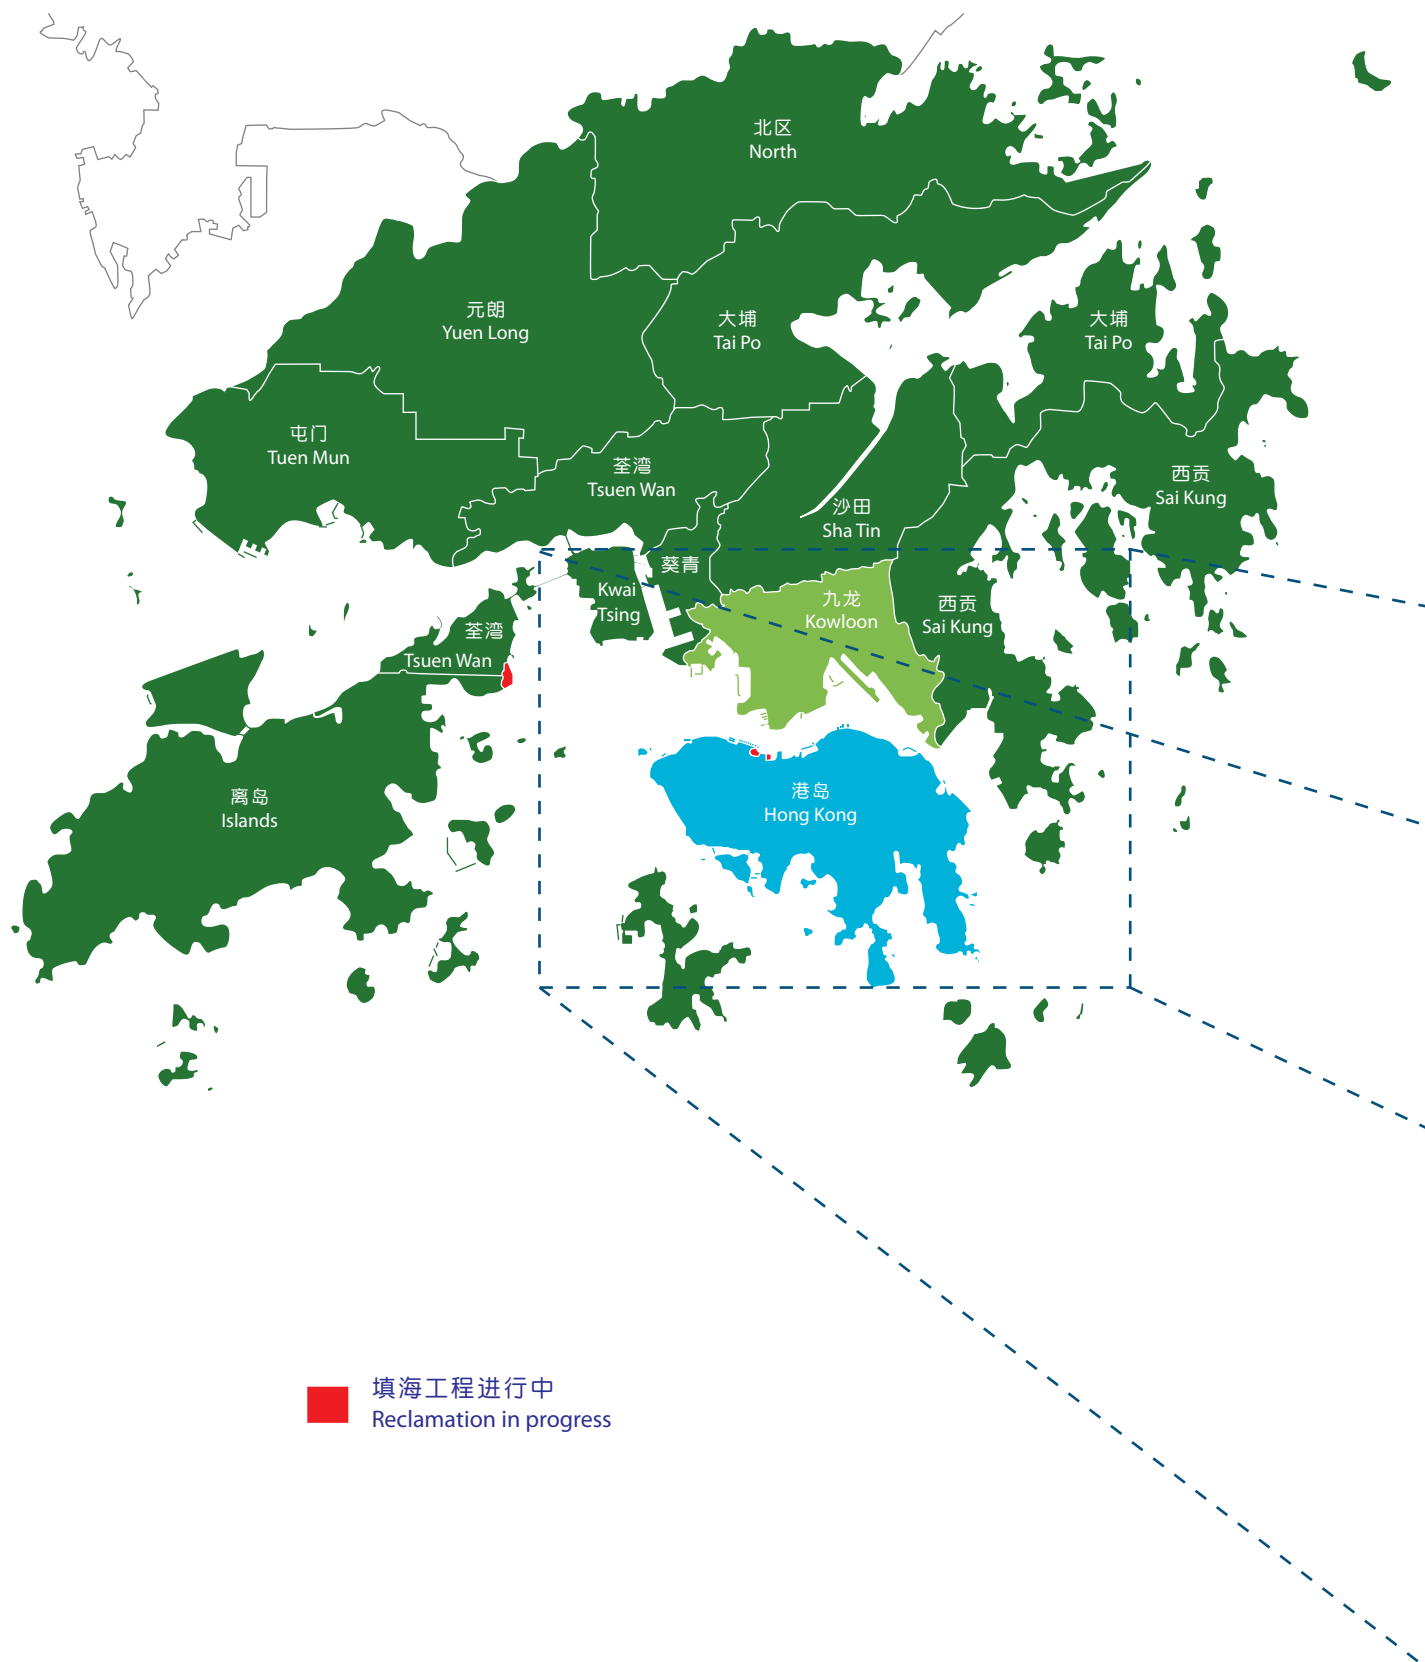 北区
North
元朗
Yuen Long
大埔
Tai Po
大埔
Tai Po
屯门
Tuen Mun
荃湾
Tsuen Wan
西贡
Sai Kung
沙田
Sha Tin
葵青
Kwai
Tsing
九龙
Kowloon
西贡
Sai Kung
荃湾
Tsuen Wan
离岛
Islands
港岛
Hong Kong
填海工程进行中
Reclamation in progress